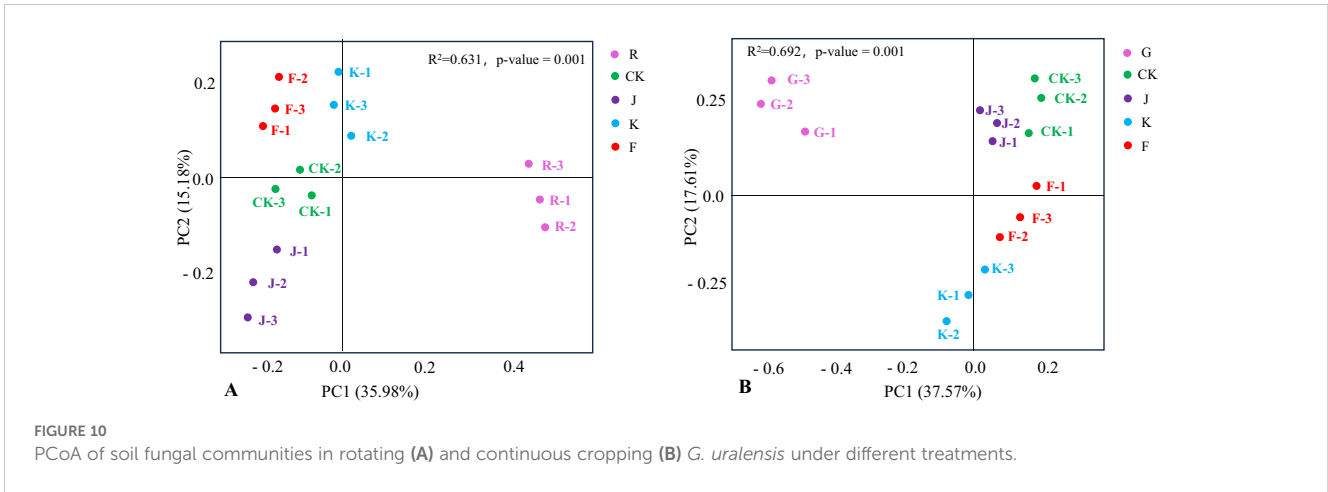 R²=0.631, p-value = 0.001
0.2
0.0
- 0.2
PC2 (15.18%)
F-2
F-3
F-1
K-1
K-3
K-2
CK-2
CK-3
CK-1
J-1
J-2
J-3
R-3
R-1
R-2
- 0.2
0.0
0.2
0.4
A
PC1 (35.98%)
R
CK
J
K
F
R²=0.692, p-value = 0.001
0.25
0.0
- 0.25
PC2 (17.61%)
G-3
G-2
G-1
CK-3
CK-2
J-3
J-2
J-1
CK-1
F-1
F-3
F-2
K-3
K-1
K-2
- 0.6
- 0.4
- 0.2
0.0
0.2
B
PC1 (37.57%)
G
CK
J
K
F
FIGURE 10
PCoA of soil fungal communities in rotating (A) and continuous cropping (B) G. uralensis under different treatments.